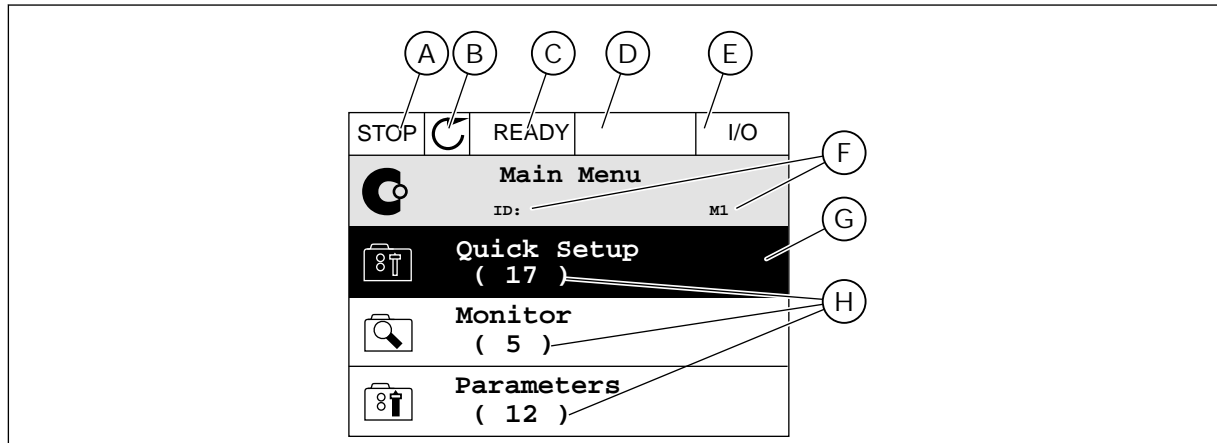 A B C D E
STOP READY I/O
F
Main Menu
ID: M1
G
Quick Setup
( 17 )
H
Monitor
( 5 )
Parameters
( 12 )